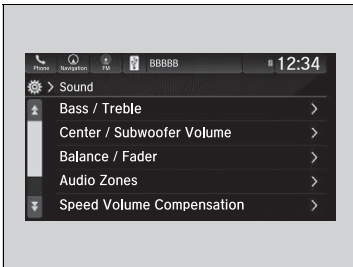 Phone Navigation FM BBBBB 12:34
Sound
Bass / Treble
Center / Subwoofer Volume
Balance / Fader
Audio Zones
Speed Volume Compensation